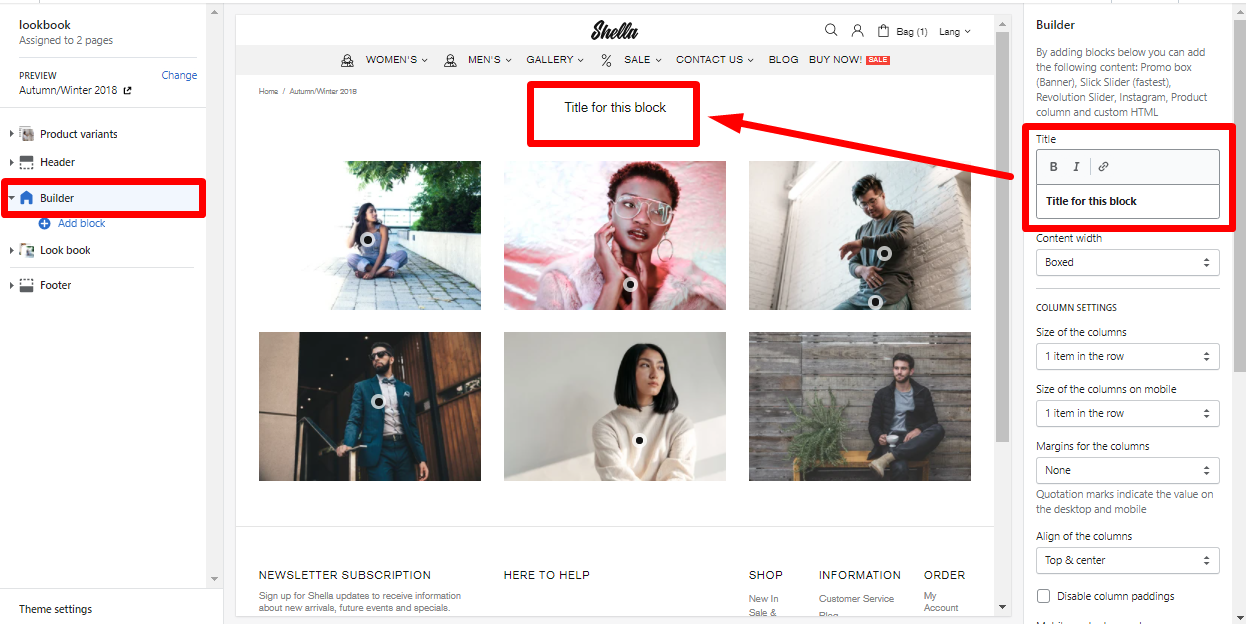 lookbook
Assigned to 2 pages
PREVIEW
Change
Autumn/Winter 2018
Product variants
Header
Builder
Add block
Look book
Footer
Theme settings
Shella
Bag (1)
Lang
WOMEN'S
MEN'S
GALLERY
SALE
CONTACT US
BLOG
BUY NOW!
SALE
Home / Autumn/Winter 2018
Title for this block
NEWSLETTER SUBSCRIPTION
Sign up for Shella updates to receive information
about new arrivals, future events and specials.
HERE TO HELP
SHOP
New In
Sale &
INFORMATION
Customer Service
Blog
ORDER
My
Account
Builder
By adding blocks below you can add
the following content: Promo box
(Banner), Slick Slider (fastest),
Revolution Slider, Instagram, Product
column and custom HTML
Title
B I
Title for this block
Content width
Boxed
COLUMN SETTINGS
Size of the columns
1 item in the row
Size of the columns on mobile
1 item in the row
Margins for the columns
None
Quotation marks indicate the value on
the desktop and mobile
Align of the columns
Top & center
Disable column paddings